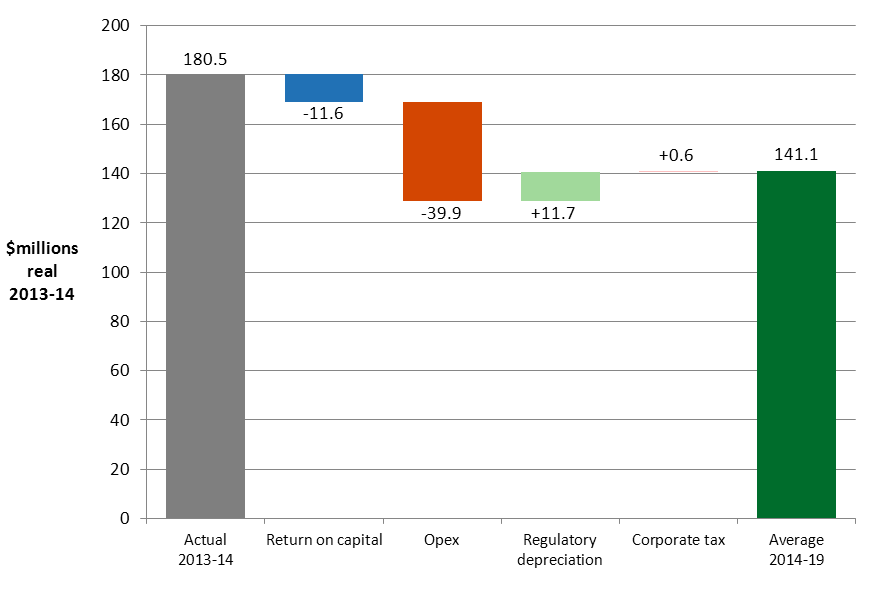 200
180
160
140
120
100
80
60
40
20
0
$millions
real
2013-14
180.5
-11.6
-39.9
+11.7
+0.6
141.1
Actual
2013-14
Return on capital
Opex
Regulatory
depreciation
Corporate tax
Average
2014-19